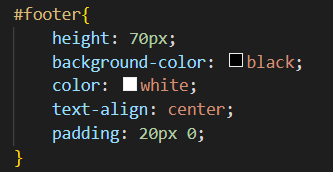 #footer{
height: 70px;
background-color: black;
color: white;
text-align: center;
padding: 20px 0;
}